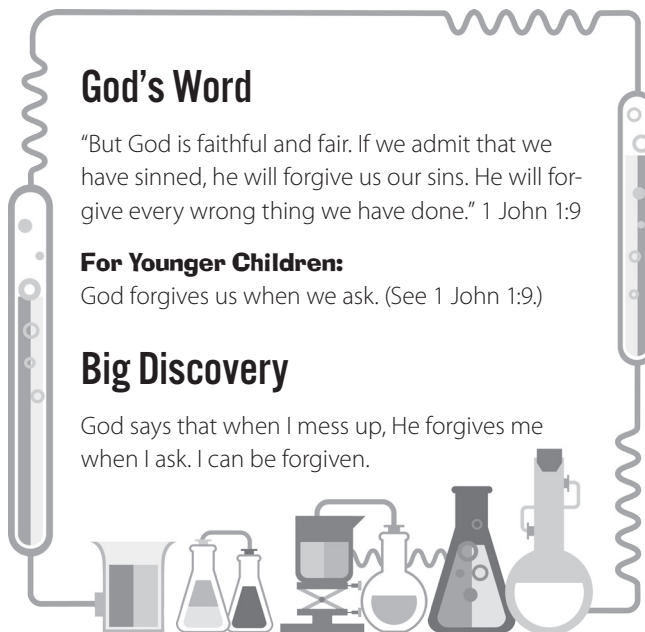 God’s Word
“But God is faithful and fair. If we admit that we
have sinned, he will forgive us our sins. He will for-
give every wrong thing we have done.” 1 John 1:9
For Younger Children:
God forgives us when we ask. (See 1 John 1:9.)
Big Discovery
God says that when I mess up, He forgives me
when I ask. I can be forgiven.